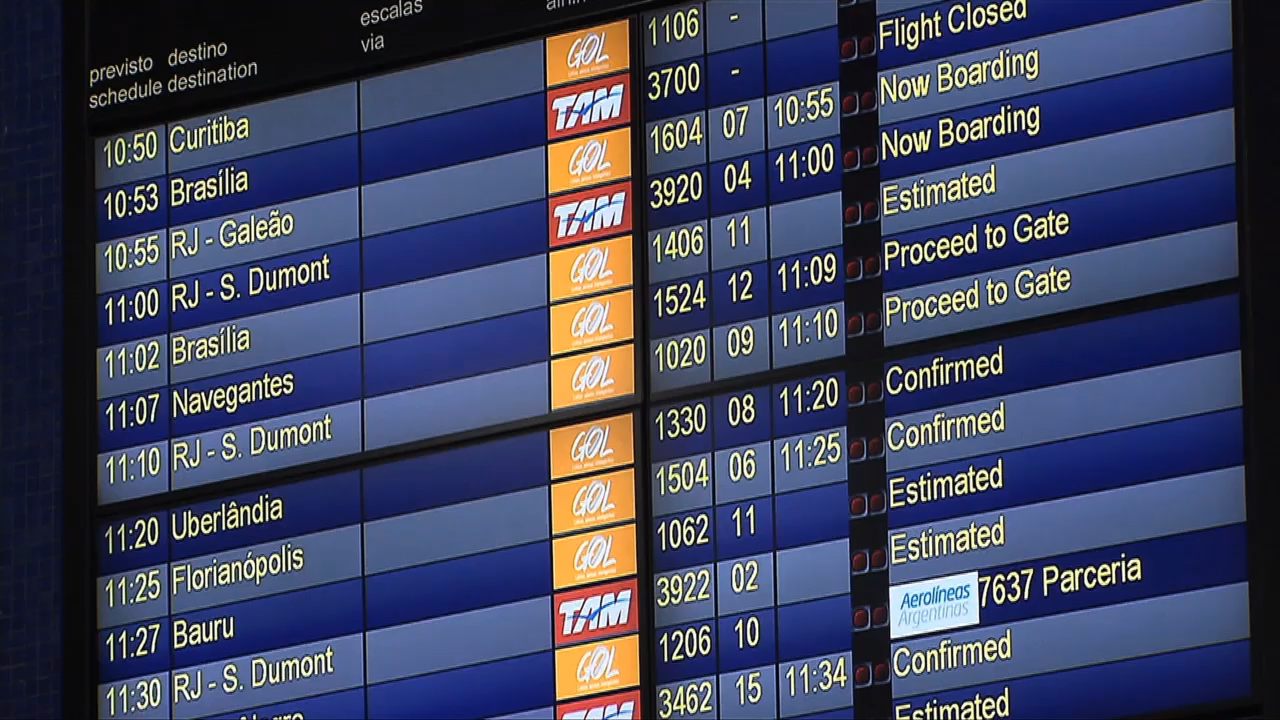 escalas
previsto destino via
schedule destination
10:50 Curitiba GOL 1106 -
10:53 Brasília TAM 3700 - Flight Closed
10:55 RJ - Galeão GOL 1604 07 10:55 Now Boarding
11:00 RJ - S. Dumont TAM 3920 04 11:00 Now Boarding
11:02 Brasília GOL 1406 11 Estimated
11:07 Navegantes GOL 1524 12 11:09 Proceed to Gate
11:10 RJ - S. Dumont GOL 1020 09 11:10 Proceed to Gate
11:20 Uberlândia GOL 1330 08 11:20 Confirmed
11:25 Florianópolis GOL 1504 06 11:25 Confirmed
11:27 Bauru GOL 1062 11 Estimated
11:30 RJ - S. Dumont TAM 3922 02 Estimated
GOL 1206 10 Aerolíneas Argentinas 7637 Parceria
TAM 3462 15 11:34 Confirmed
Estimated